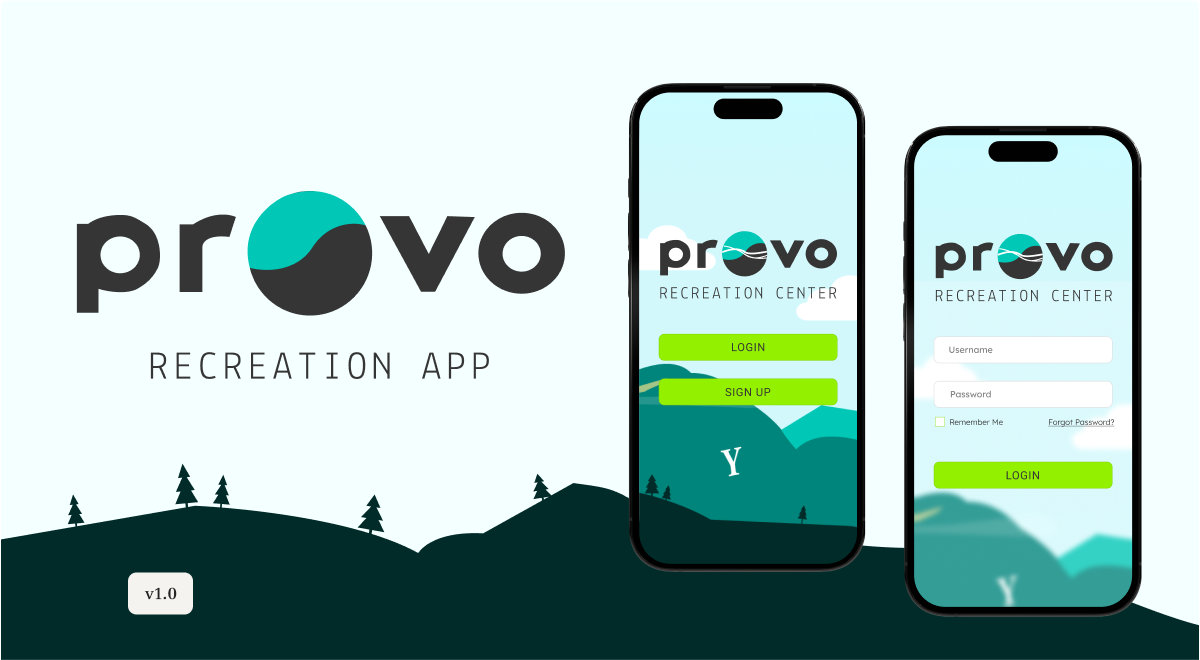 provo
RECREATION APP
v1.0
provo
RECREATION CENTER
LOGIN
SIGN UP
Y
provo
RECREATION CENTER
Username
Password
Remember Me
Forgot Password?
LOGIN
Y